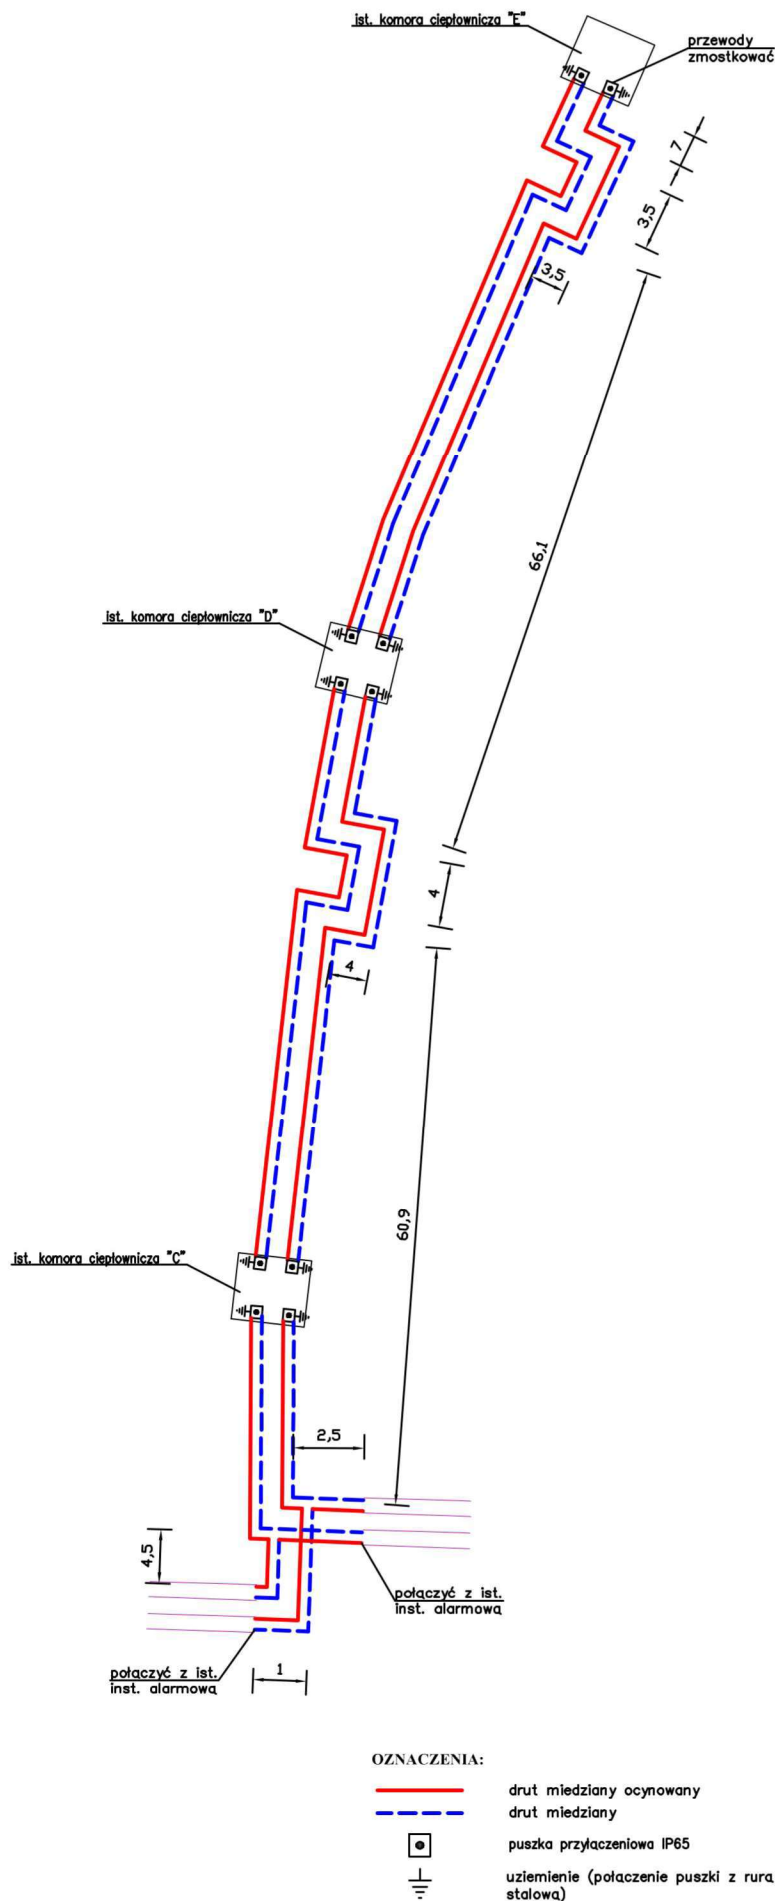 ist. komora ciepłownicza "E"
przewody
zmostkować
7
3,5
3,5
66,1
ist. komora ciepłownicza "D"
4
4
60,9
ist. komora ciepłownicza "C"
2,5
4,5
połączyć z ist.
inst. alarmową
połączyć z ist.
inst. alarmową
1
OZNACZENIA:
drut miedziany ocynowany
drut miedziany
puszka przyłączeniowa IP65
uziemienie (połączenie puszki z rurą
stalową)